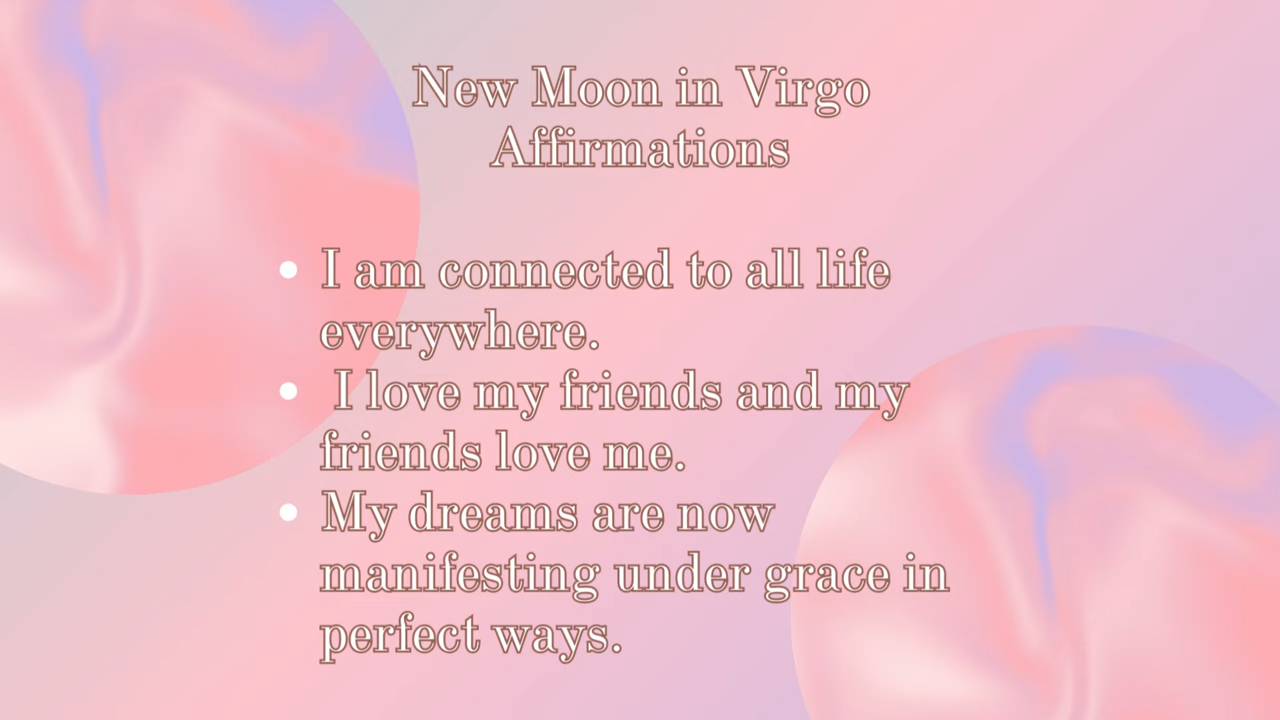 New Moon in Virgo
Affirmations
• I am connected to all life
everywhere.
• I love my friends and my
friends love me.
• My dreams are now
manifesting under grace in
perfect ways.